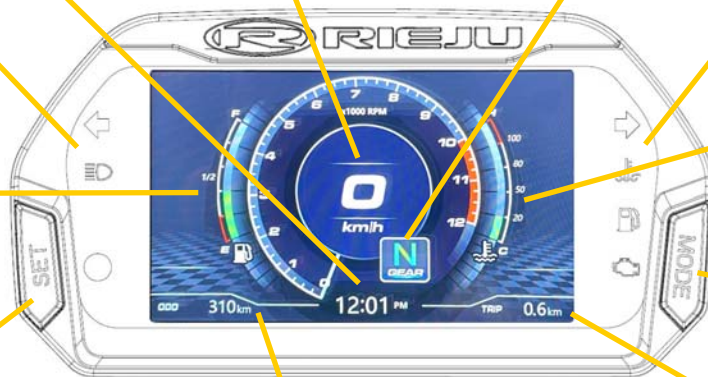 R RIEJU
F
1/2
E
x1000 RPM
0
1
2
3
4
5
6
7
8
9
10
11
12
0
km/h
N
GEAR
H
100
80
50
20
C
SET
MODE
ODO 310km
12:01 PM
TRIP 0.6km